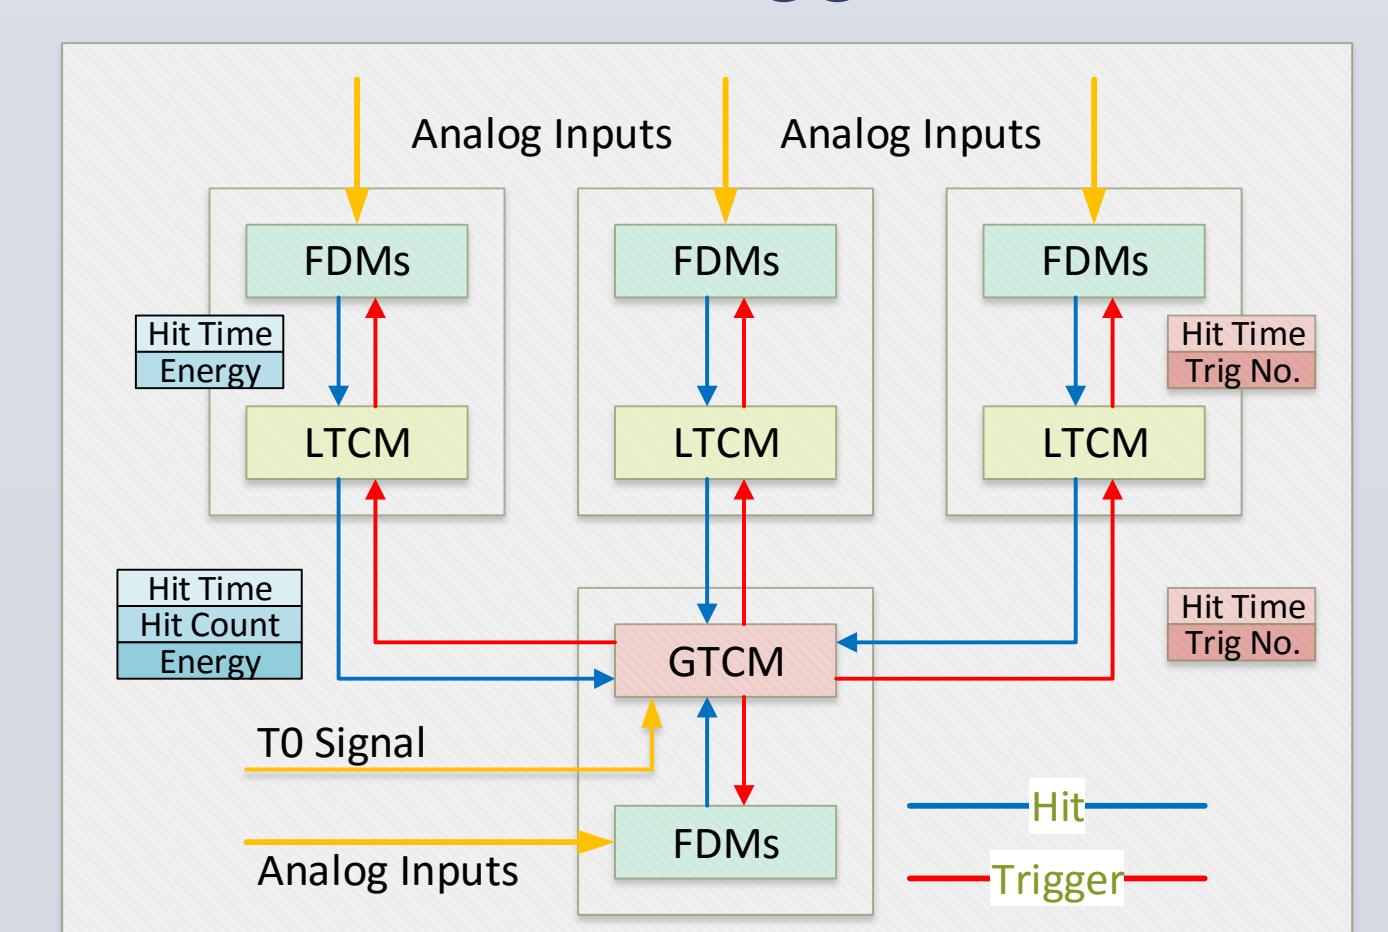 Analog Inputs
Analog Inputs
FDMs
FDMs
FDMs
Hit Time
Energy
Hit Time
Trig No.
LTCM
LTCM
LTCM
Hit Time
Hit Count
Energy
Hit Time
Trig No.
GTCM
T0 Signal
Hit
FDMs
Analog Inputs
Trigger